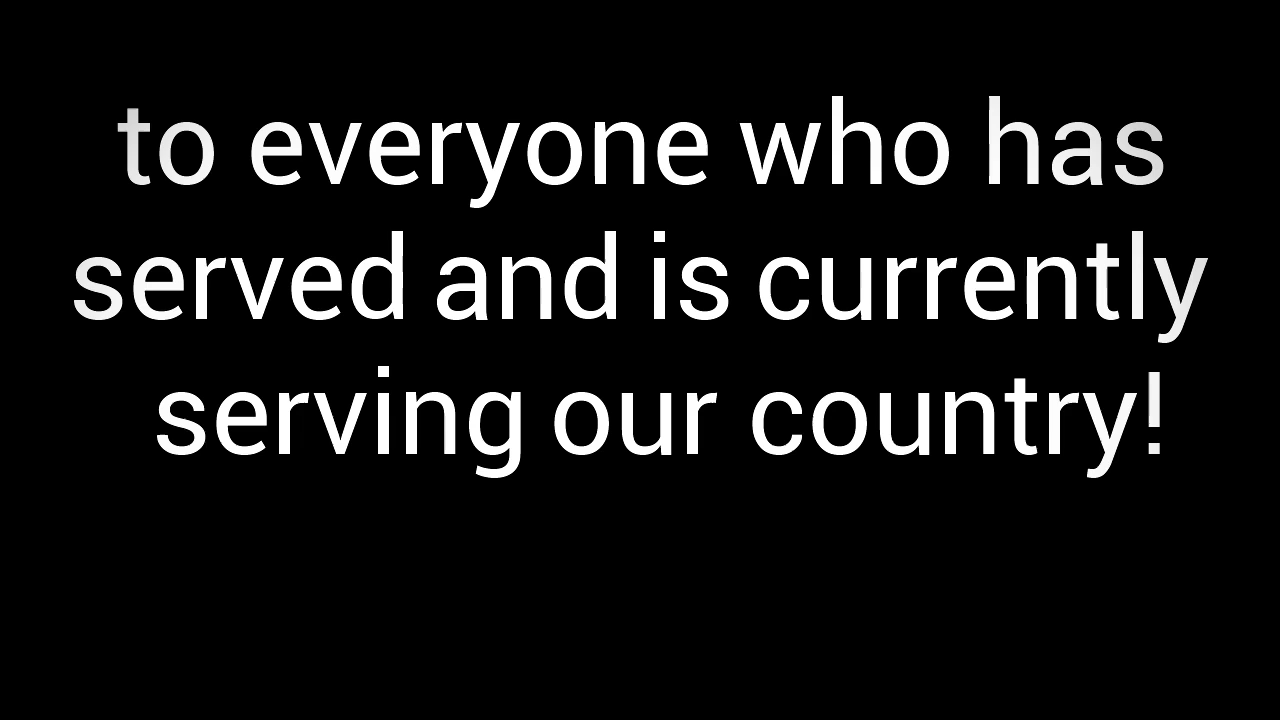 to everyone who has
served and is currently
serving our country!